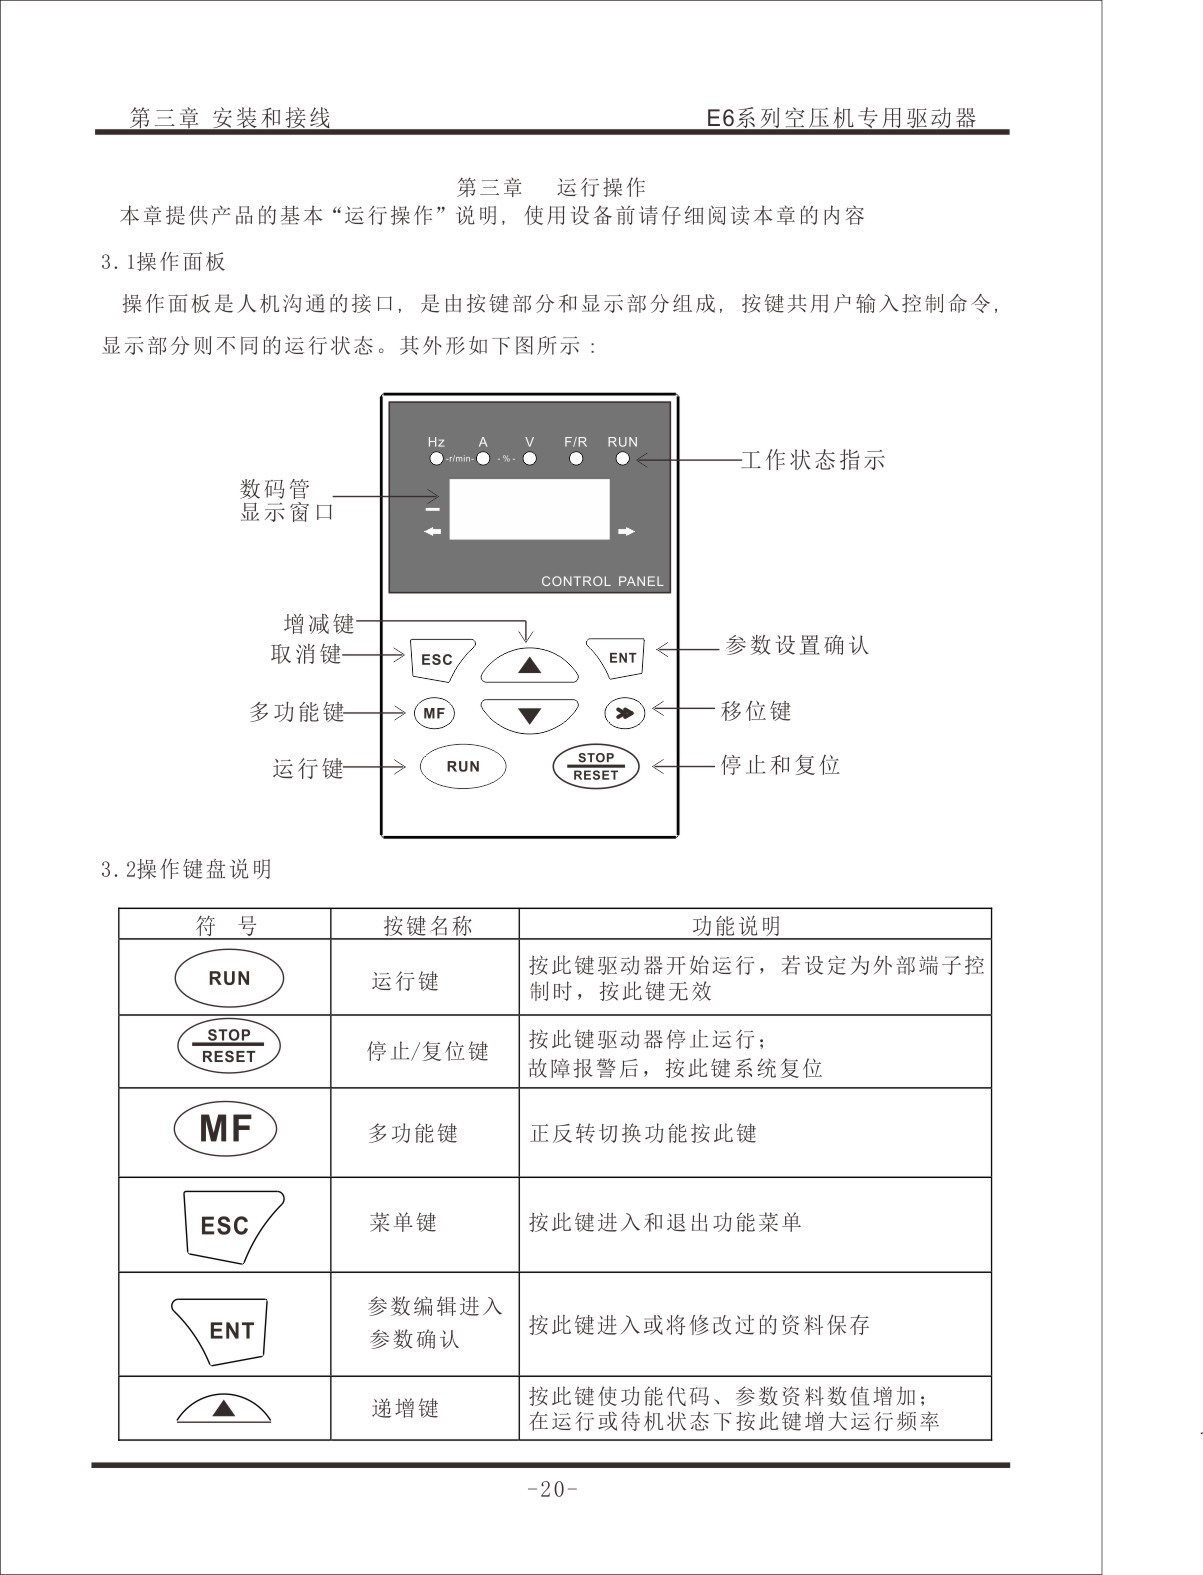 第三章 安装和接线 E6系列空压机专用驱动器
第三章 运行操作
本章提供产品的基本“运行操作”说明, 使用设备前请仔细阅读本章的内容
3.1操作面板
操作面板是人机沟通的接口, 是由按键部分和显示部分组成, 按键共用户输入控制命令,
显示部分则不同的运行状态。其外形如下图所示:
Hz A V F/R RUN
-r/min- -%-
工作状态指示
数码管
显示窗口
CONTROL PANEL
增减键
取消键
ESC
ENT
参数设置确认
多功能键
MF
移位键
运行键
RUN
STOP
RESET
停止和复位
3.2操作键盘说明
符 号 按键名称 功能说明
RUN
运行键
按此键驱动器开始运行，若设定为外部端子控
制时，按此键无效
STOP
RESET
停止/复位键
按此键驱动器停止运行；
故障报警后，按此键系统复位
MF
多功能键
正反转切换功能按此键
ESC
菜单键
按此键进入和退出功能菜单
ENT
参数编辑进入
参数确认
按此键进入或将修改过的资料保存
递增键
按此键使功能代码、参数资料数值增加；
在运行或待机状态下按此键增大运行频率
-20-